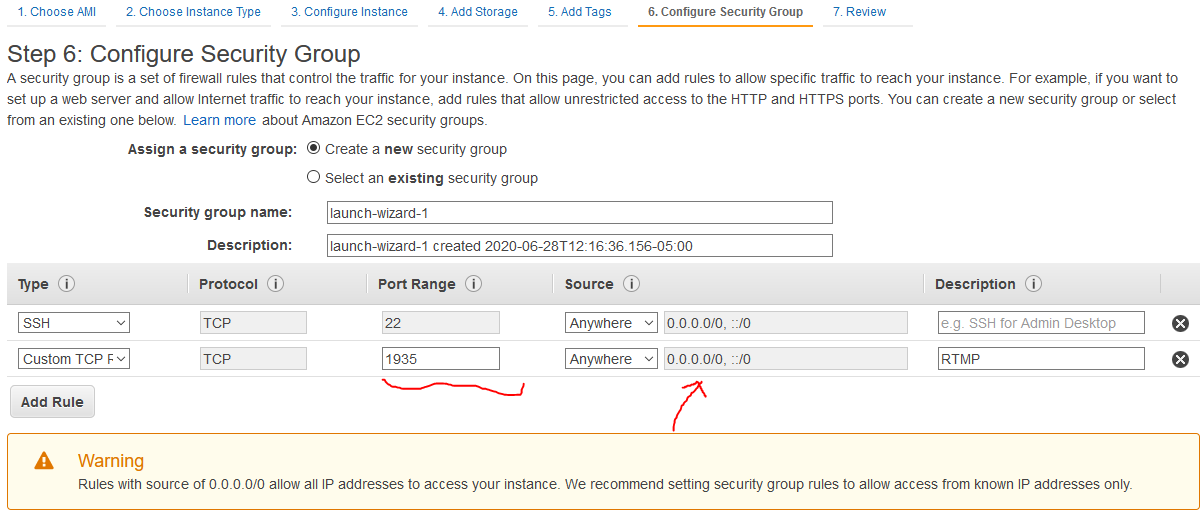 1. Choose AMI 2. Choose Instance Type 3. Configure Instance 4. Add Storage 5. Add Tags 6. Configure Security Group 7. Review
Step 6: Configure Security Group
A security group is a set of firewall rules that control the traffic for your instance. On this page, you can add rules to allow specific traffic to reach your instance. For example, if you want to
set up a web server and allow Internet traffic to reach your instance, add rules that allow unrestricted access to the HTTP and HTTPS ports. You can create a new security group or select
from an existing one below. Learn more about Amazon EC2 security groups.
Assign a security group: Create a new security group
Select an existing security group
Security group name: launch-wizard-1
Description: launch-wizard-1 created 2020-06-28T12:16:36.156-05:00
Type i Protocol i Port Range i Source i Description i
SSH TCP 22 Anywhere 0.0.0.0/0, ::/0 e.g. SSH for Admin Desktop
Custom TCP F TCP 1935 Anywhere 0.0.0.0/0, ::/0 RTMP
Add Rule
Warning
Rules with source of 0.0.0.0/0 allow all IP addresses to access your instance. We recommend setting security group rules to allow access from known IP addresses only.